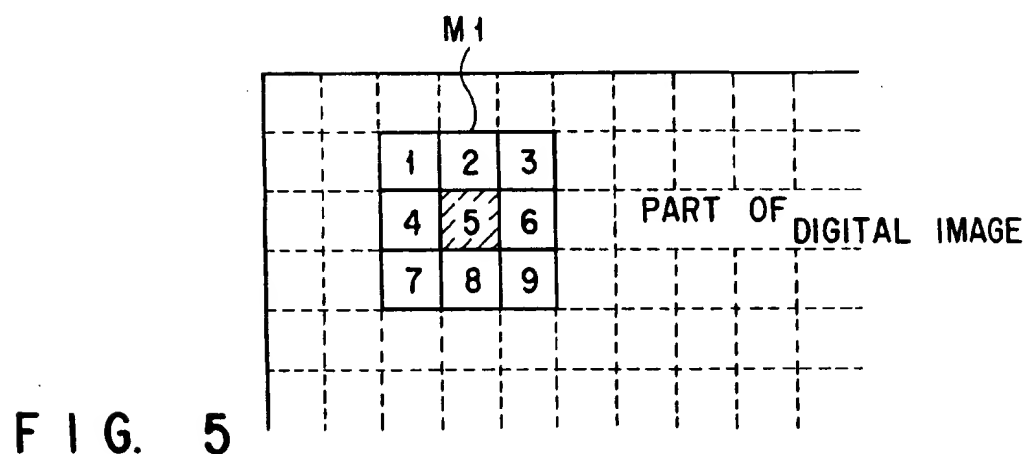 M1
1 2 3
4 5 6
PART OF DIGITAL IMAGE
7 8 9
FIG. 5